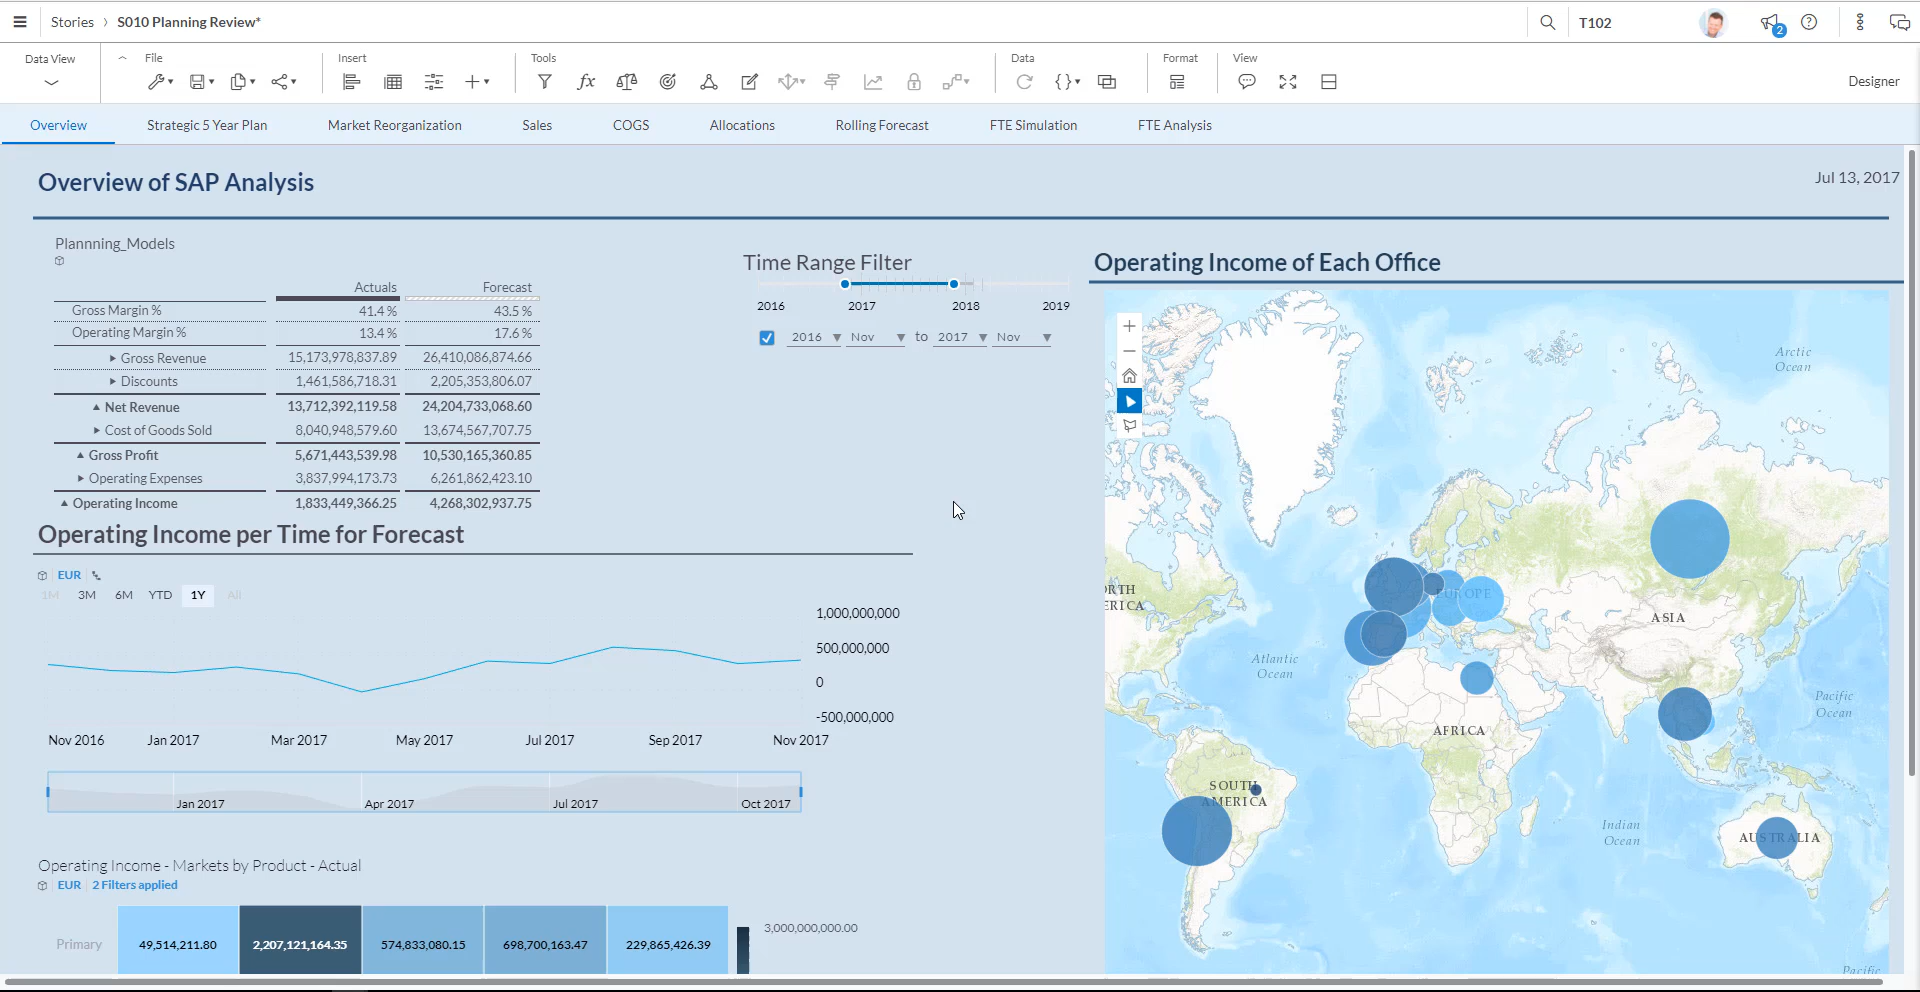 Stories > S010 Planning Review*
T102
2
Data View
File
Insert
Tools
Data
Format
View
Designer
Overview
Strategic 5 Year Plan
Market Reorganization
Sales
COGS
Allocations
Rolling Forecast
FTE Simulation
FTE Analysis
Overview of SAP Analysis
Jul 13, 2017
Plannning_Models
Actuals Forecast
Gross Margin % 41.4 % 43.5 %
Operating Margin % 13.4 % 17.6 %
Gross Revenue 15,173,978,837.89 26,410,086,874.66
Discounts 1,461,586,718.31 2,205,353,806.07
Net Revenue 13,712,392,119.58 24,204,733,068.60
Cost of Goods Sold 8,040,948,579.60 13,674,567,707.75
Gross Profit 5,671,443,539.98 10,530,165,360.85
Operating Expenses 3,837,994,173.73 6,261,862,423.10
Operating Income 1,833,449,366.25 4,268,302,937.75
Time Range Filter
2016 2017 2018 2019
2016 Nov to 2017 Nov
Operating Income per Time for Forecast
EUR
1M 3M 6M YTD 1Y All
1,000,000,000
500,000,000
0
-500,000,000
Nov 2016 Jan 2017 Mar 2017 May 2017 Jul 2017 Sep 2017 Nov 2017
Jan 2017 Apr 2017 Jul 2017 Oct 2017
Operating Income - Markets by Product - Actual
EUR 2 Filters applied
Primary 49,514,211.80 2,207,121,164.35 574,833,080.15 698,700,163.47 229,865,426.39
3,000,000,000.00
Operating Income of Each Office
Arctic
Ocean
RTH
ERICA
EUROPE
ASIA
Atlantic
Ocean
Pacific
Ocean
AFRICA
SOUTH
AMERICA
Indian
Ocean
AUSTRALIA
Pacific